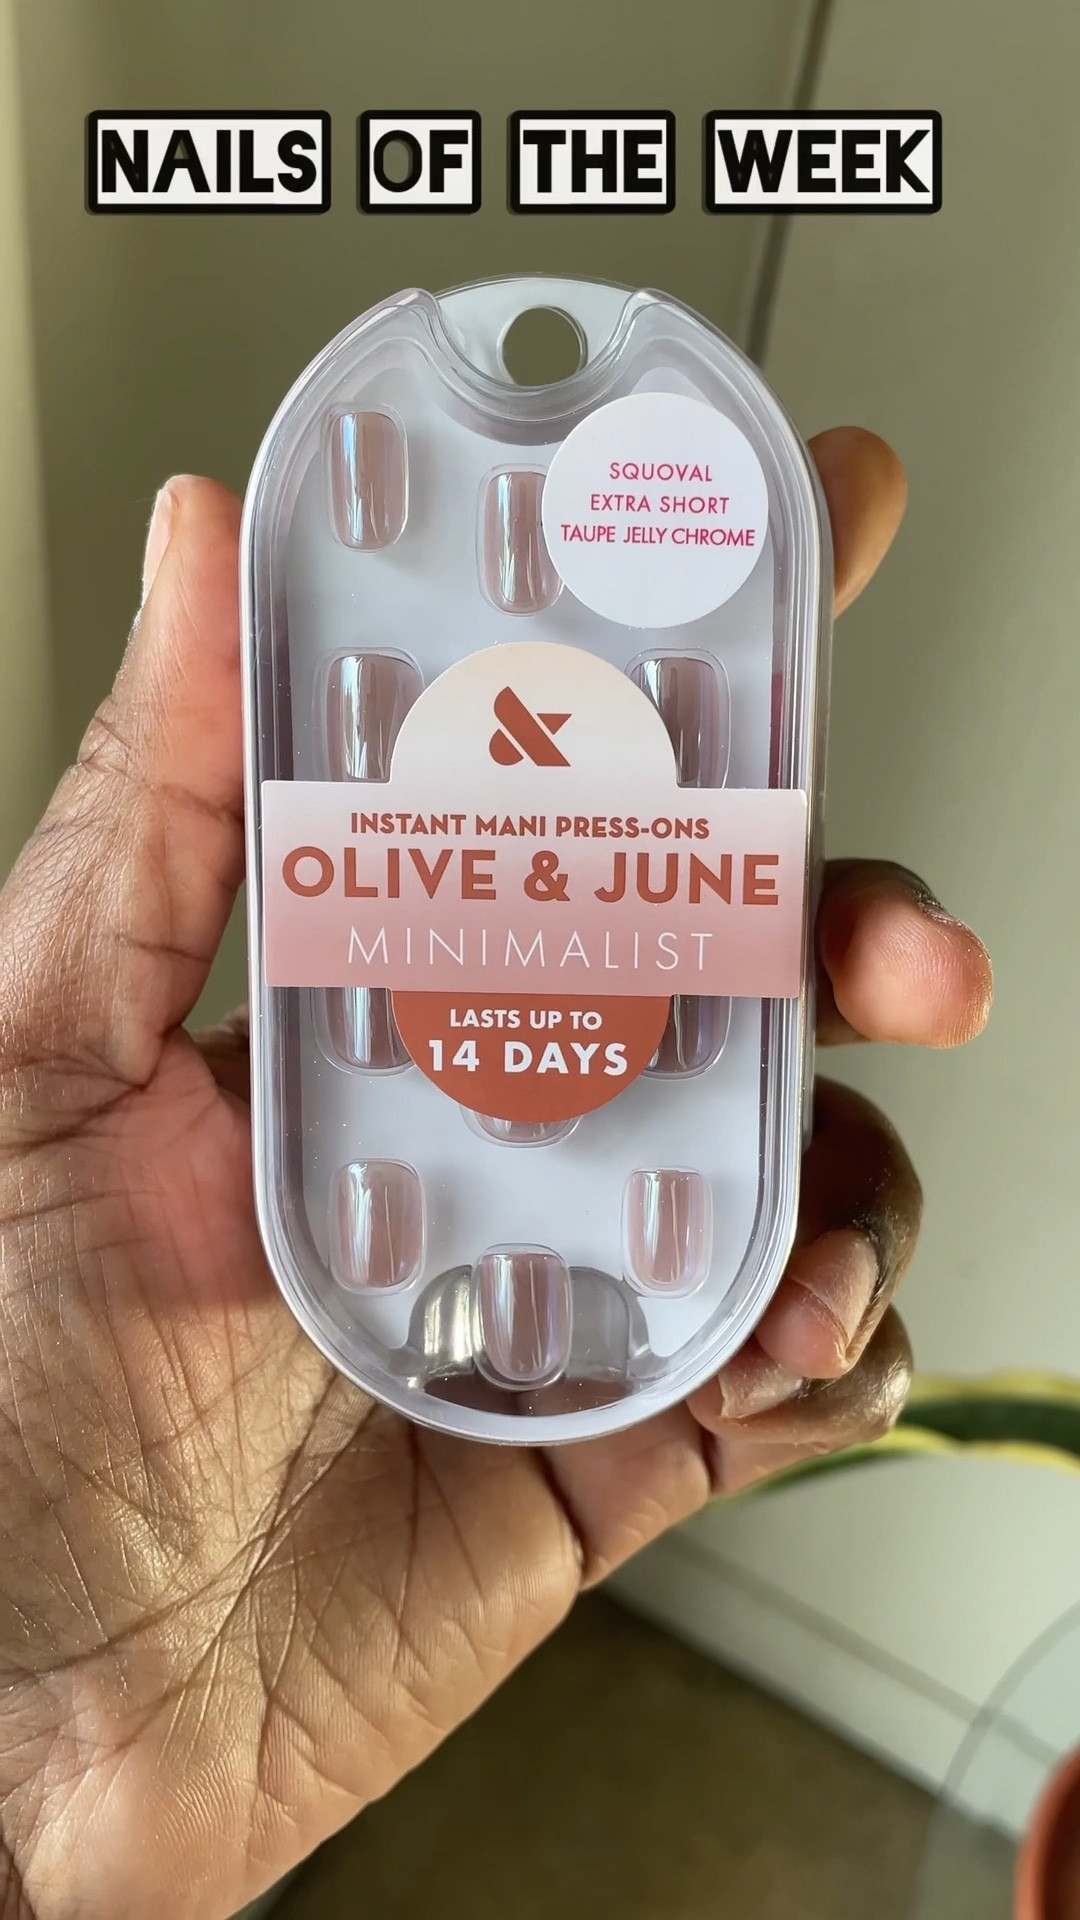 NAILS OF THE WEEK
SQUOVAL
EXTRA SHORT
TAUPE JELLY CHROME
&
INSTANT MANI PRESS-ONS
OLIVE & JUNE
MINIMALIST
LASTS UP TO
14 DAYS